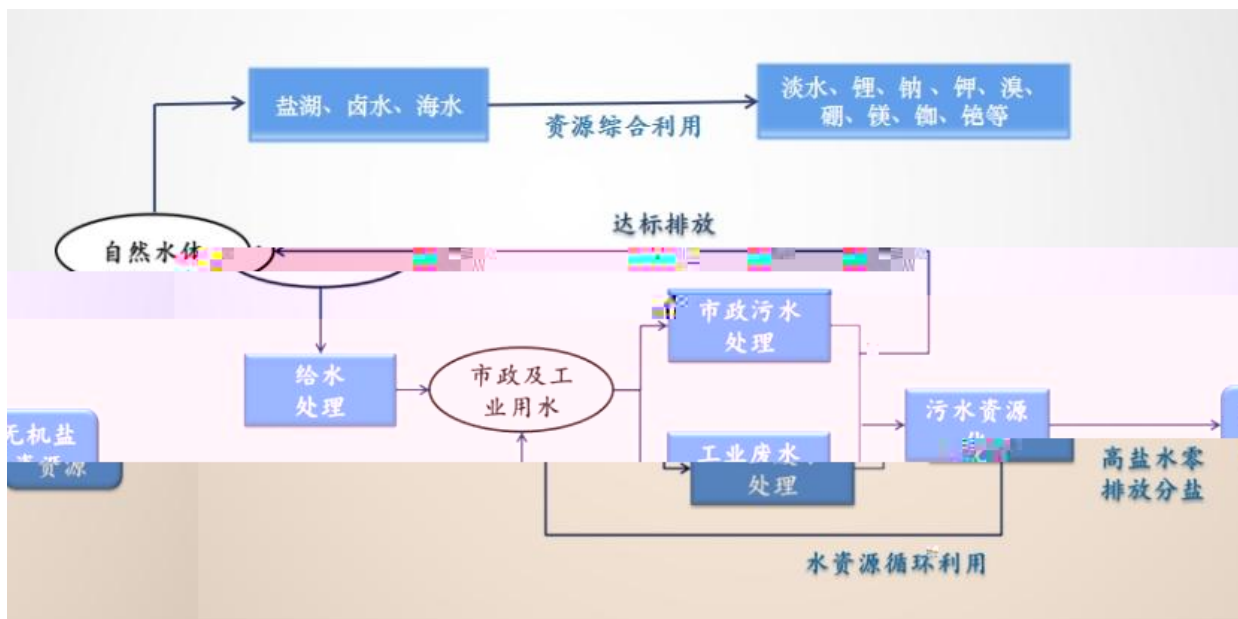 盐湖、卤水、海水
淡水、锂、钠、钾、溴、
硼、镁、铷、铯等
资源综合利用
达标排放
自然水体
市政污水
处理
给水
处理
市政及工
业用水
污水资源
化
无机盐
资源
工业废水
处理
高盐水零
排放分盐
水资源循环利用